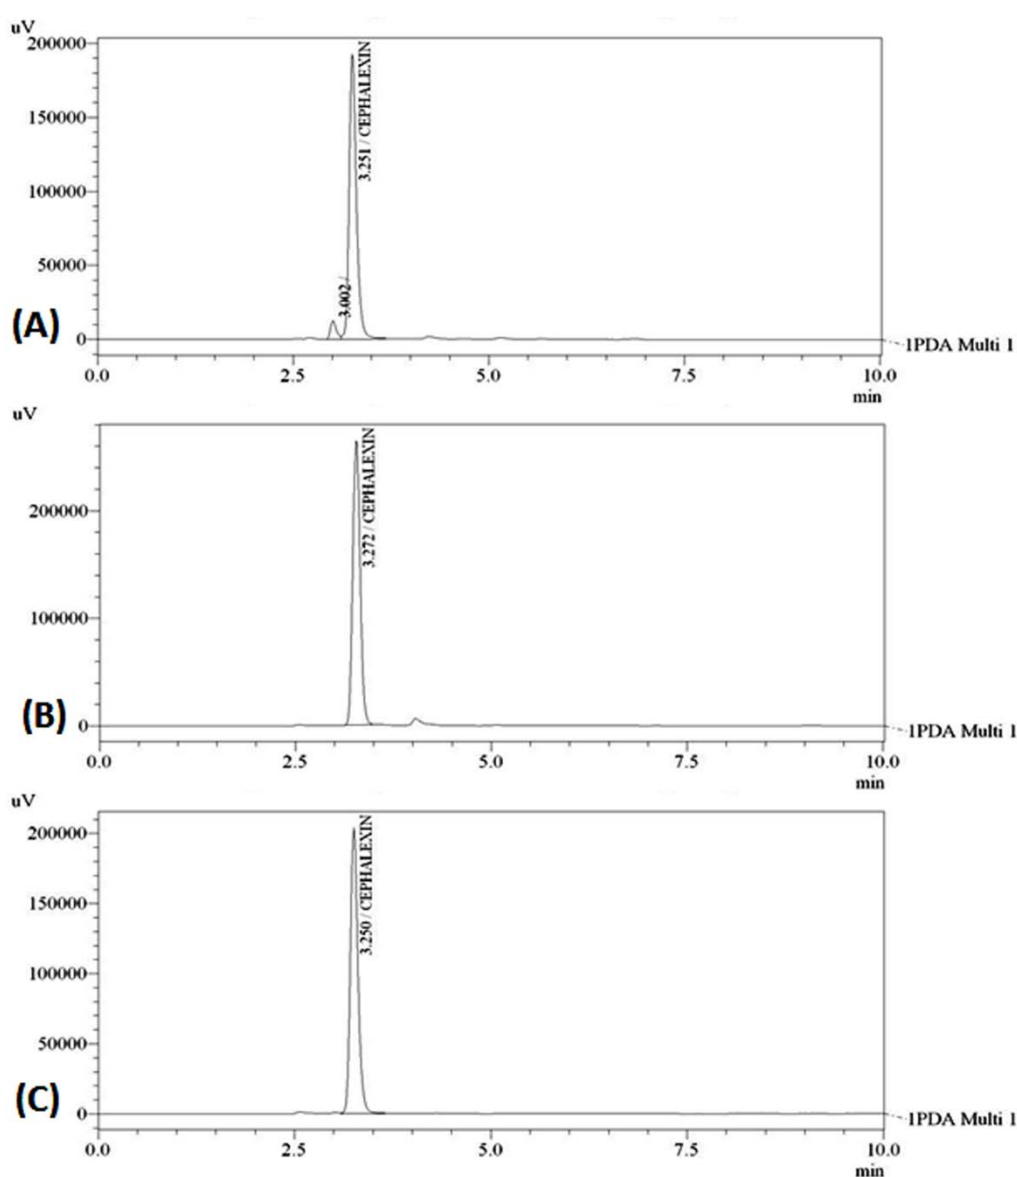 uV
200000
150000
100000
50000
0
3.002 /
3.251 / CEPHALEXIN
(A)
1PDA Multi 1
0.0 2.5 5.0 7.5 10.0
min
uV
200000
100000
0
3.272 / CEPHALEXIN
(B)
1PDA Multi 1
0.0 2.5 5.0 7.5 10.0
min
uV
200000
150000
100000
50000
0
3.250 / CEPHALEXIN
(C)
1PDA Multi 1
0.0 2.5 5.0 7.5 10.0
min